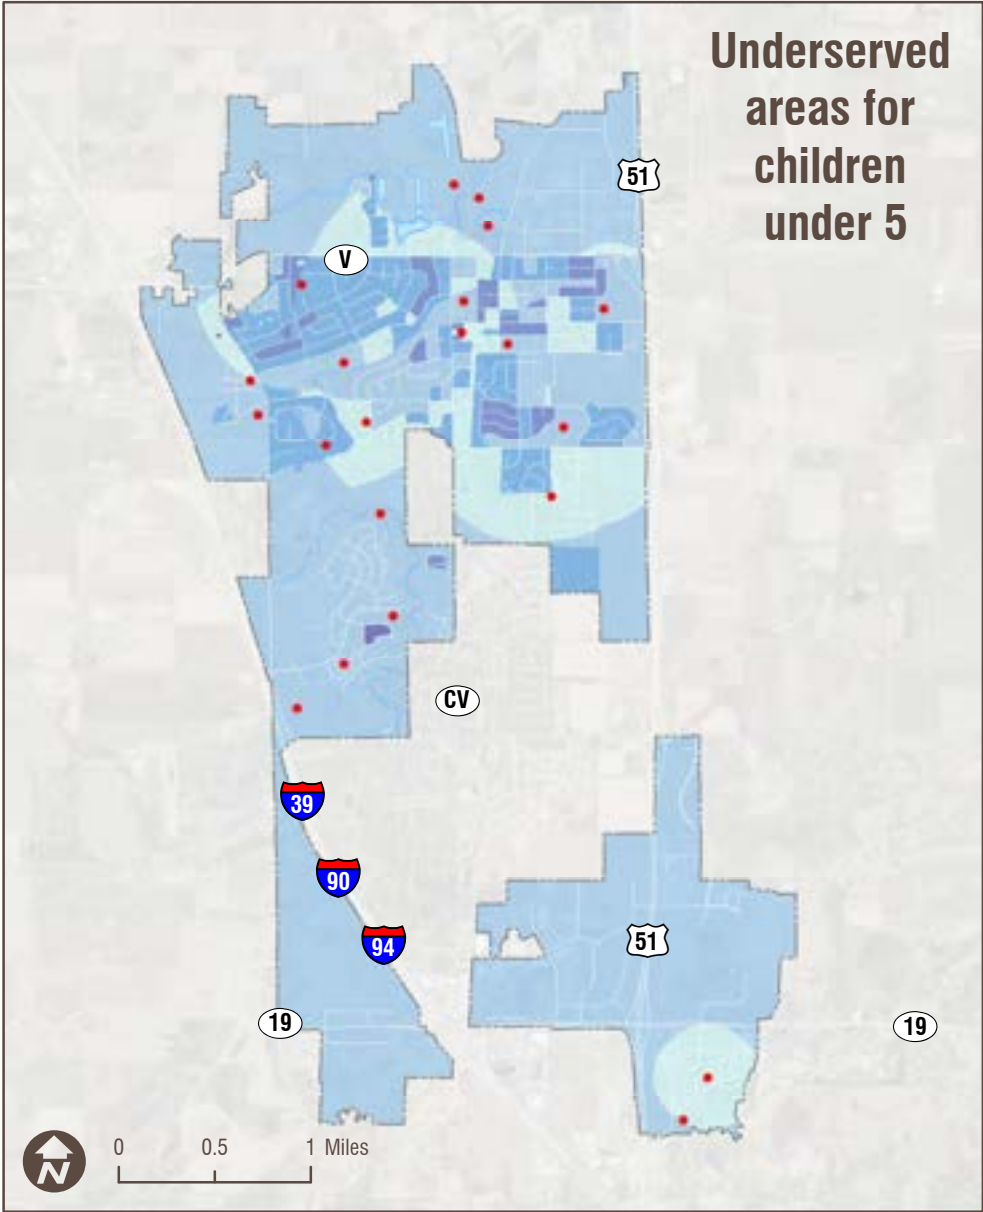 Underserved
areas for
children
under 5
51
V
CV
39
90
94
51
19
19
0 0.5 1 Miles
N